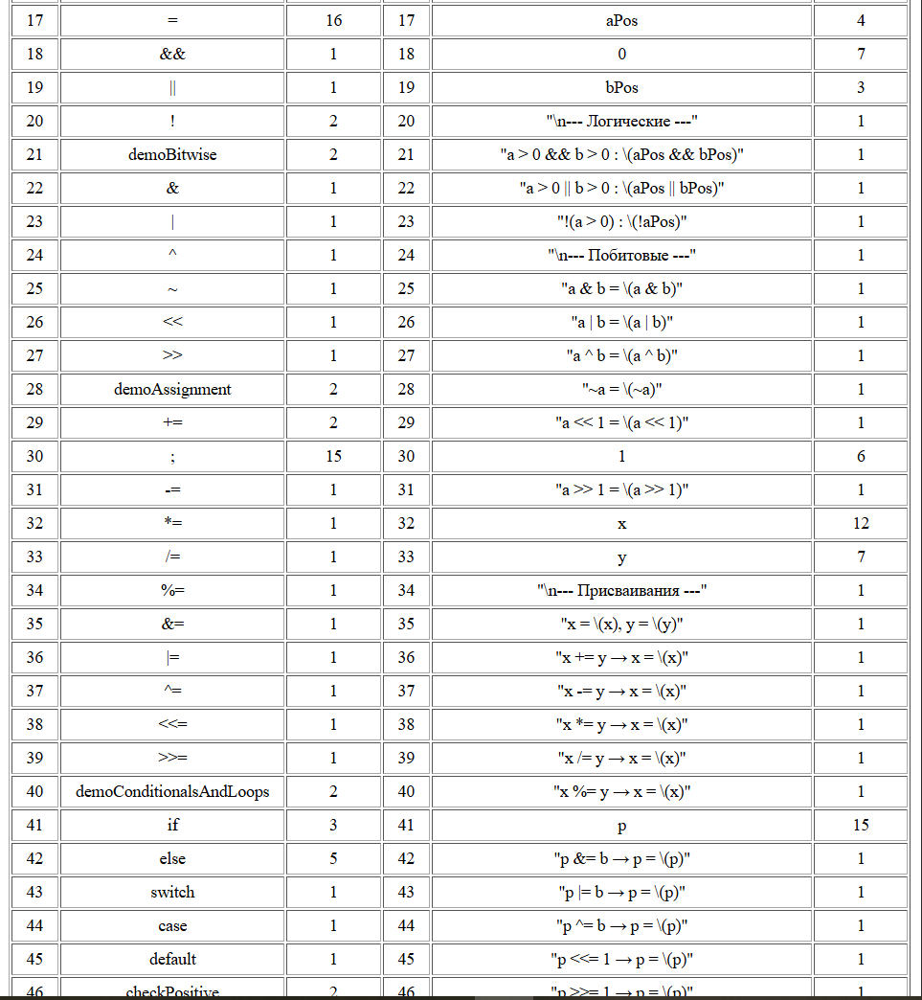 17 = 16 17 aPos 4
18 && 1 18 0 7
19 || 1 19 bPos 3
20 ! 2 20 "\n--- Логические ---" 1
21 demoBitwise 2 21 "a > 0 && b > 0 : \(aPos && bPos)" 1
22 & 1 22 "a > 0 || b > 0 : \(aPos || bPos)" 1
23 | 1 23 "!(a > 0) : \(!aPos)" 1
24 ^ 1 24 "\n--- Побитовые ---" 1
25 ~ 1 25 "a & b = \(a & b)" 1
26 << 1 26 "a | b = \(a | b)" 1
27 >> 1 27 "a ^ b = \(a ^ b)" 1
28 demoAssignment 2 28 "~a = \(~a)" 1
29 += 2 29 "a << 1 = \(a << 1)" 1
30 ; 15 30 1 6
31 -= 1 31 "a >> 1 = \(a >> 1)" 1
32 *= 1 32 x 12
33 /= 1 33 y 7
34 %= 1 34 "\n--- Присваивания ---" 1
35 &= 1 35 "x = \(x), y = \(y)" 1
36 |= 1 36 "x += y → x = \(x)" 1
37 ^= 1 37 "x -= y → x = \(x)" 1
38 <<= 1 38 "x *= y → x = \(x)" 1
39 >>= 1 39 "x /= y → x = \(x)" 1
40 demoConditionalsAndLoops 2 40 "x %= y → x = \(x)" 1
41 if 3 41 p 15
42 else 5 42 "p &= b → p = \(p)" 1
43 switch 1 43 "p |= b → p = \(p)" 1
44 case 1 44 "p ^= b → p = \(p)" 1
45 default 1 45 "p <<= 1 → p = \(p)" 1
46 checkPositive 2 46 "p >>= 1 → p = \(p)" 1